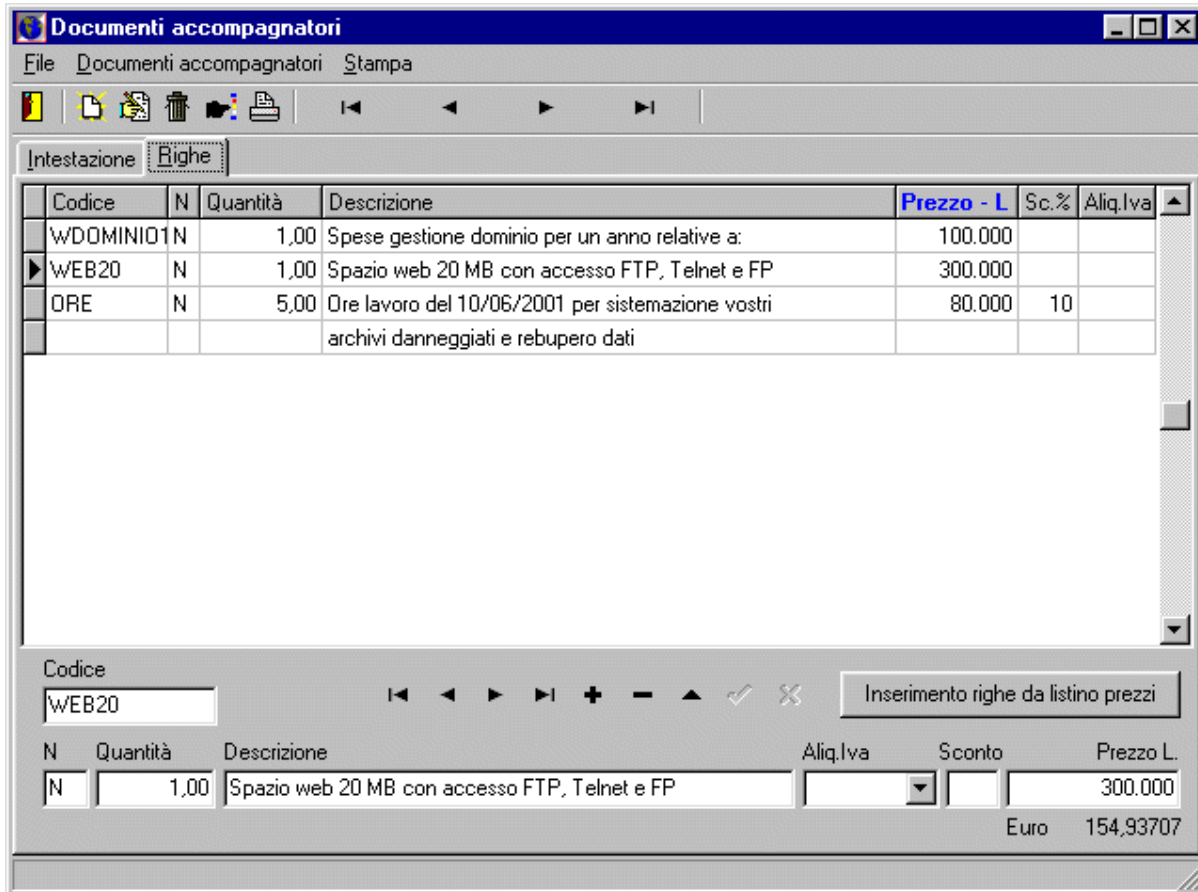 Documenti accompagnatori
File Documenti accompagnatori Stampa
Intestazione Righe
Codice N Quantità Descrizione Prezzo - L Sc.% Aliq.Iva
WDOMINIO1 N 1,00 Spese gestione dominio per un anno relative a: 100.000
WEB20 N 1,00 Spazio web 20 MB con accesso FTP, Telnet e FP 300.000
ORE N 5,00 Ore lavoro del 10/06/2001 per sistemazione vostri 80.000 10
archivi danneggiati e rebupero dati
Codice
WEB20 Inserimento righe da listino prezzi
N Quantità Descrizione Aliq.Iva Sconto Prezzo L.
N 1,00 Spazio web 20 MB con accesso FTP, Telnet e FP 300.000
Euro 154,93707